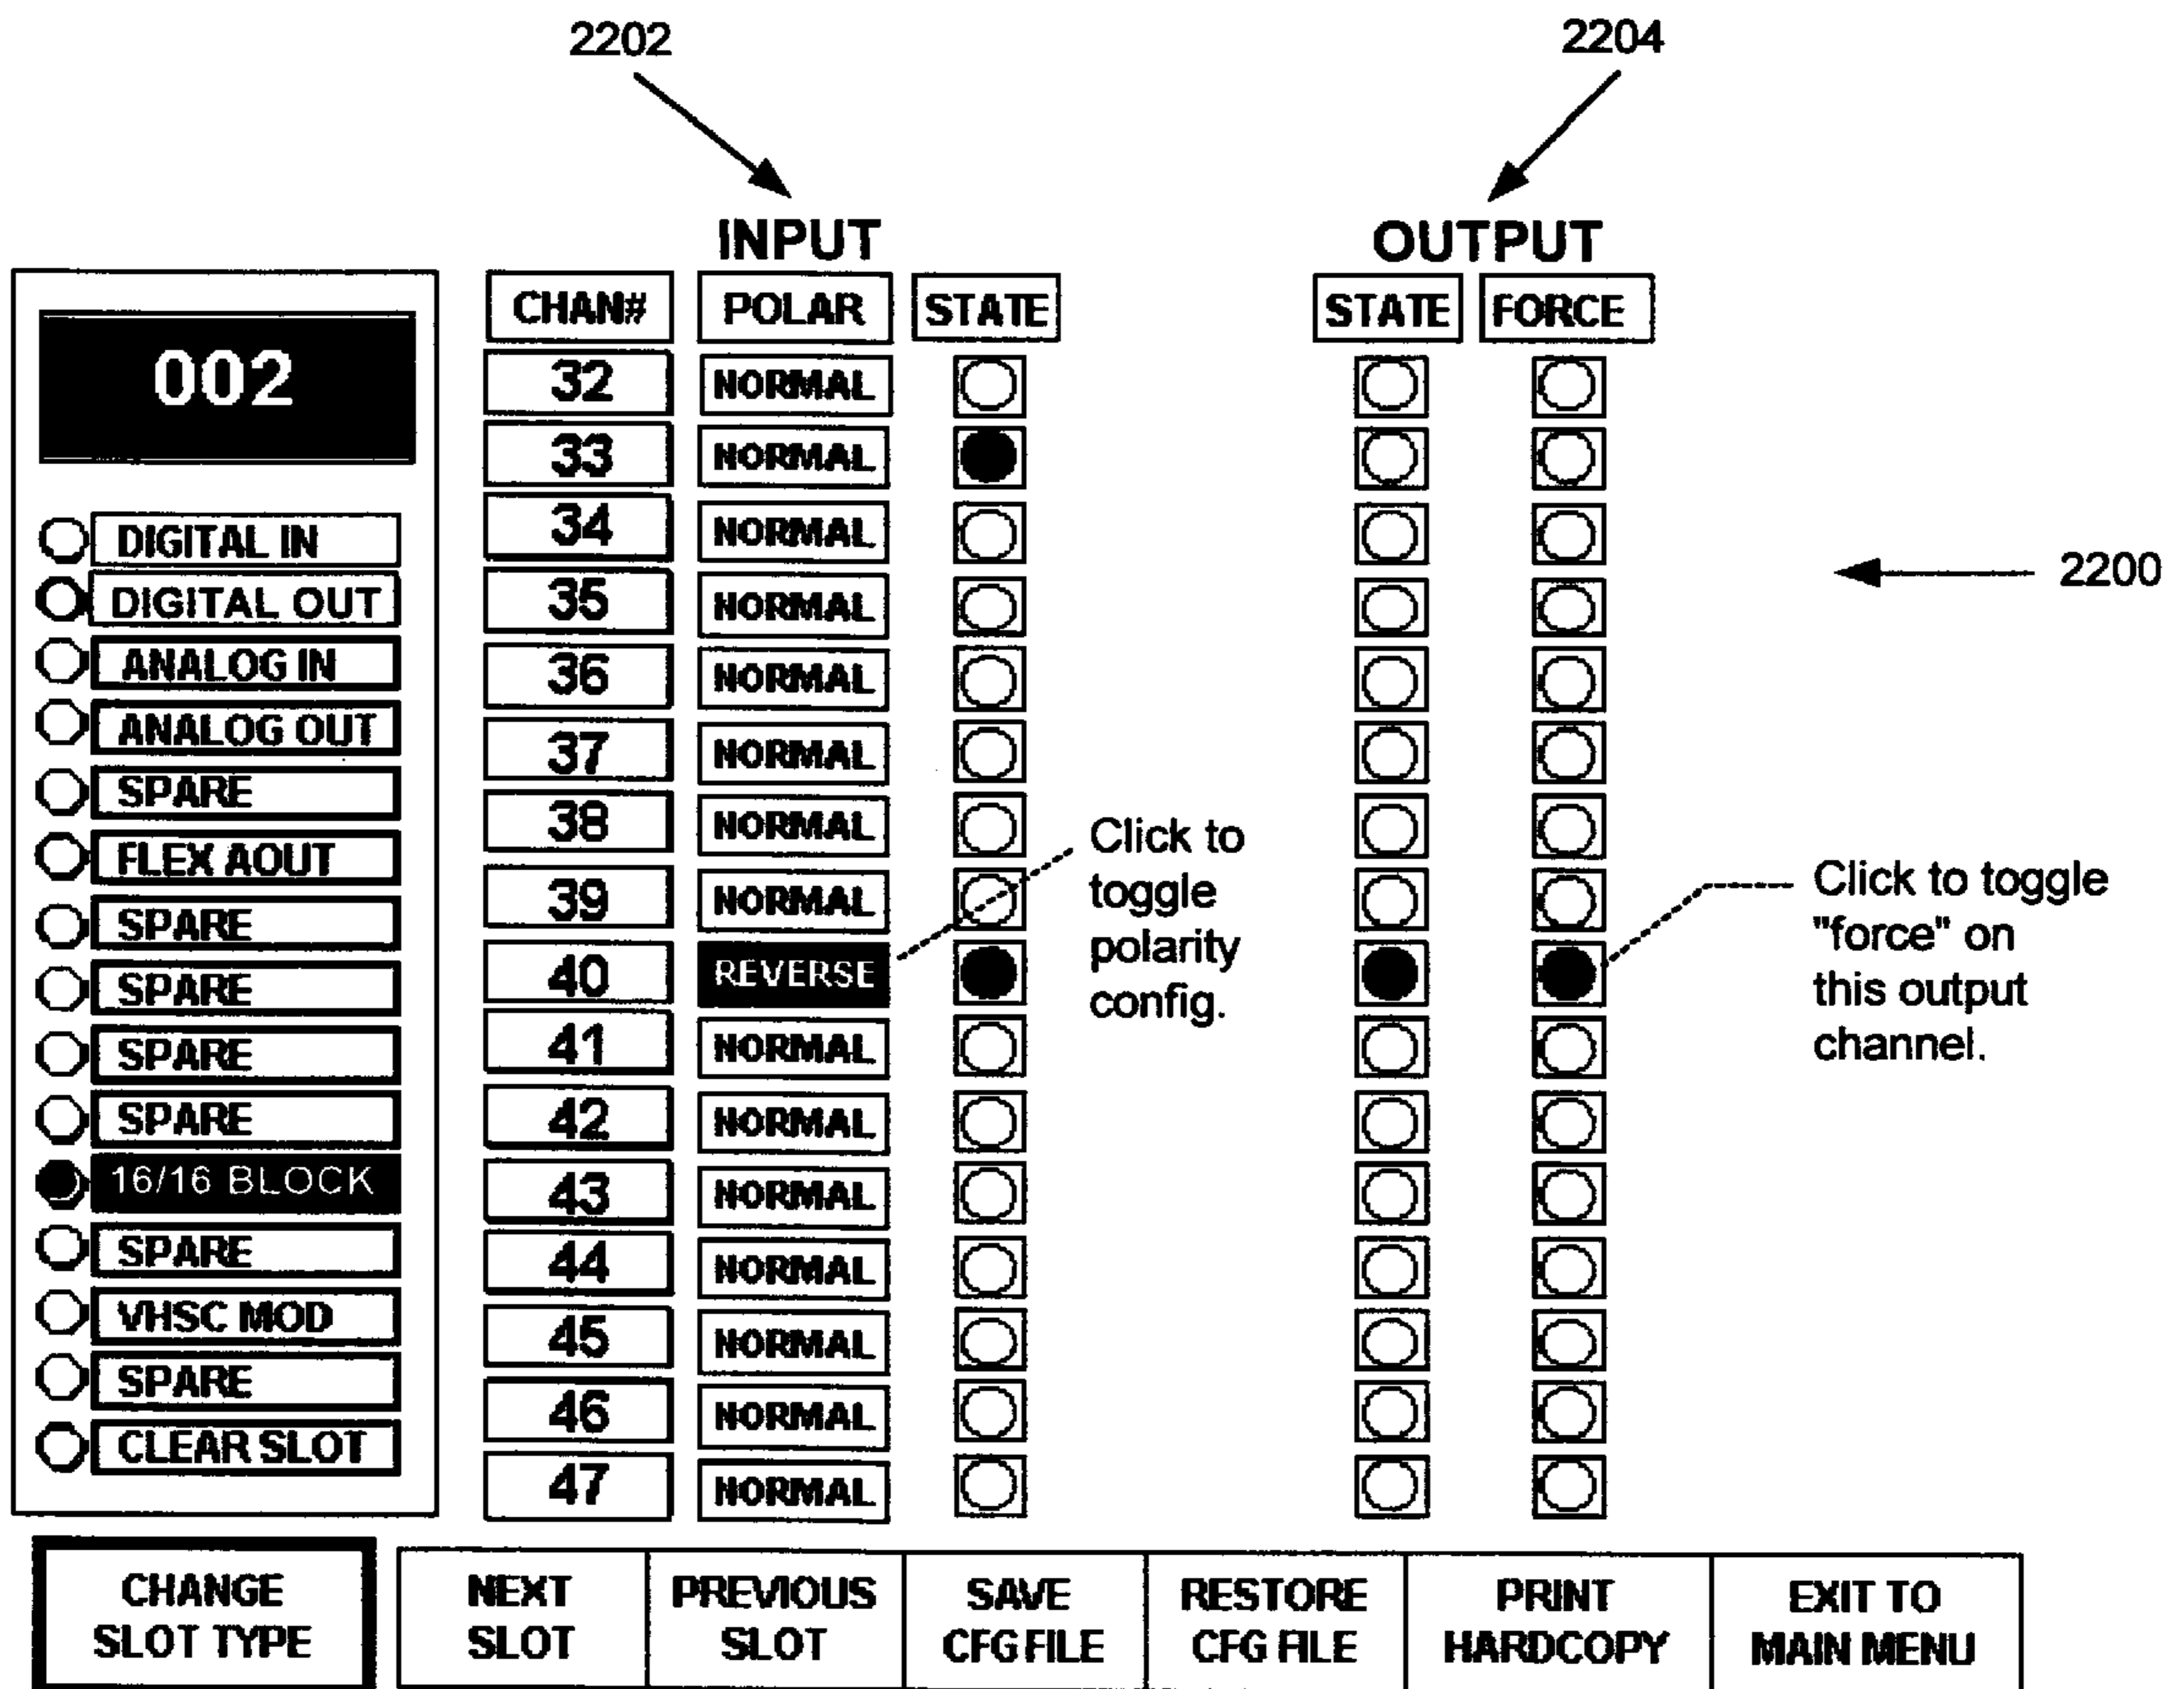 2202
2204
INPUT
OUTPUT
002
DIGITAL IN
DIGITAL OUT
ANALOG IN
ANALOG OUT
SPARE
FLEX AOUT
SPARE
SPARE
SPARE
SPARE
16/16 BLOCK
SPARE
VHSC MOD
SPARE
CLEAR SLOT
CHAN# POLAR STATE STATE FORCE
32 NORMAL
33 NORMAL
34 NORMAL
35 NORMAL
36 NORMAL
37 NORMAL
38 NORMAL
39 NORMAL
40 REVERSE
41 NORMAL
42 NORMAL
43 NORMAL
44 NORMAL
45 NORMAL
46 NORMAL
47 NORMAL
Click to
toggle
polarity
config.
Click to toggle
"force" on
this output
channel.
2200
CHANGE
SLOT TYPE
NEXT
SLOT
PREVIOUS
SLOT
SAVE
CFG FILE
RESTORE
CFG FILE
PRINT
HARDCOPY
EXIT TO
MAIN MENU